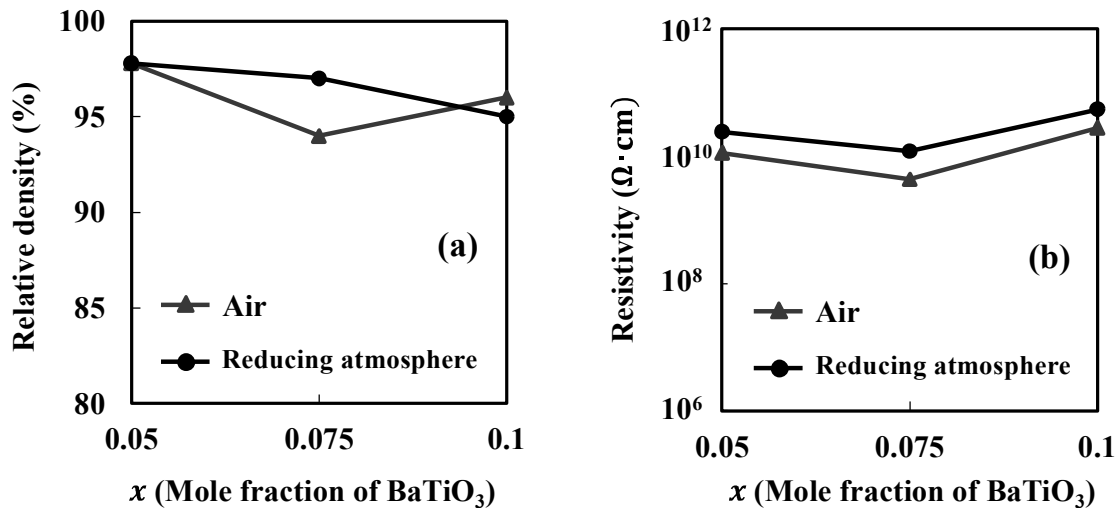 100
95
90
85
80
Relative density (%)
(a)
Air
Reducing atmosphere
0.05
0.075
0.1
x (Mole fraction of BaTiO₃)
10¹²
10¹⁰
10⁸
10⁶
Resistivity (Ω·cm)
(b)
Air
Reducing atmosphere
0.05
0.075
0.1
x (Mole fraction of BaTiO₃)